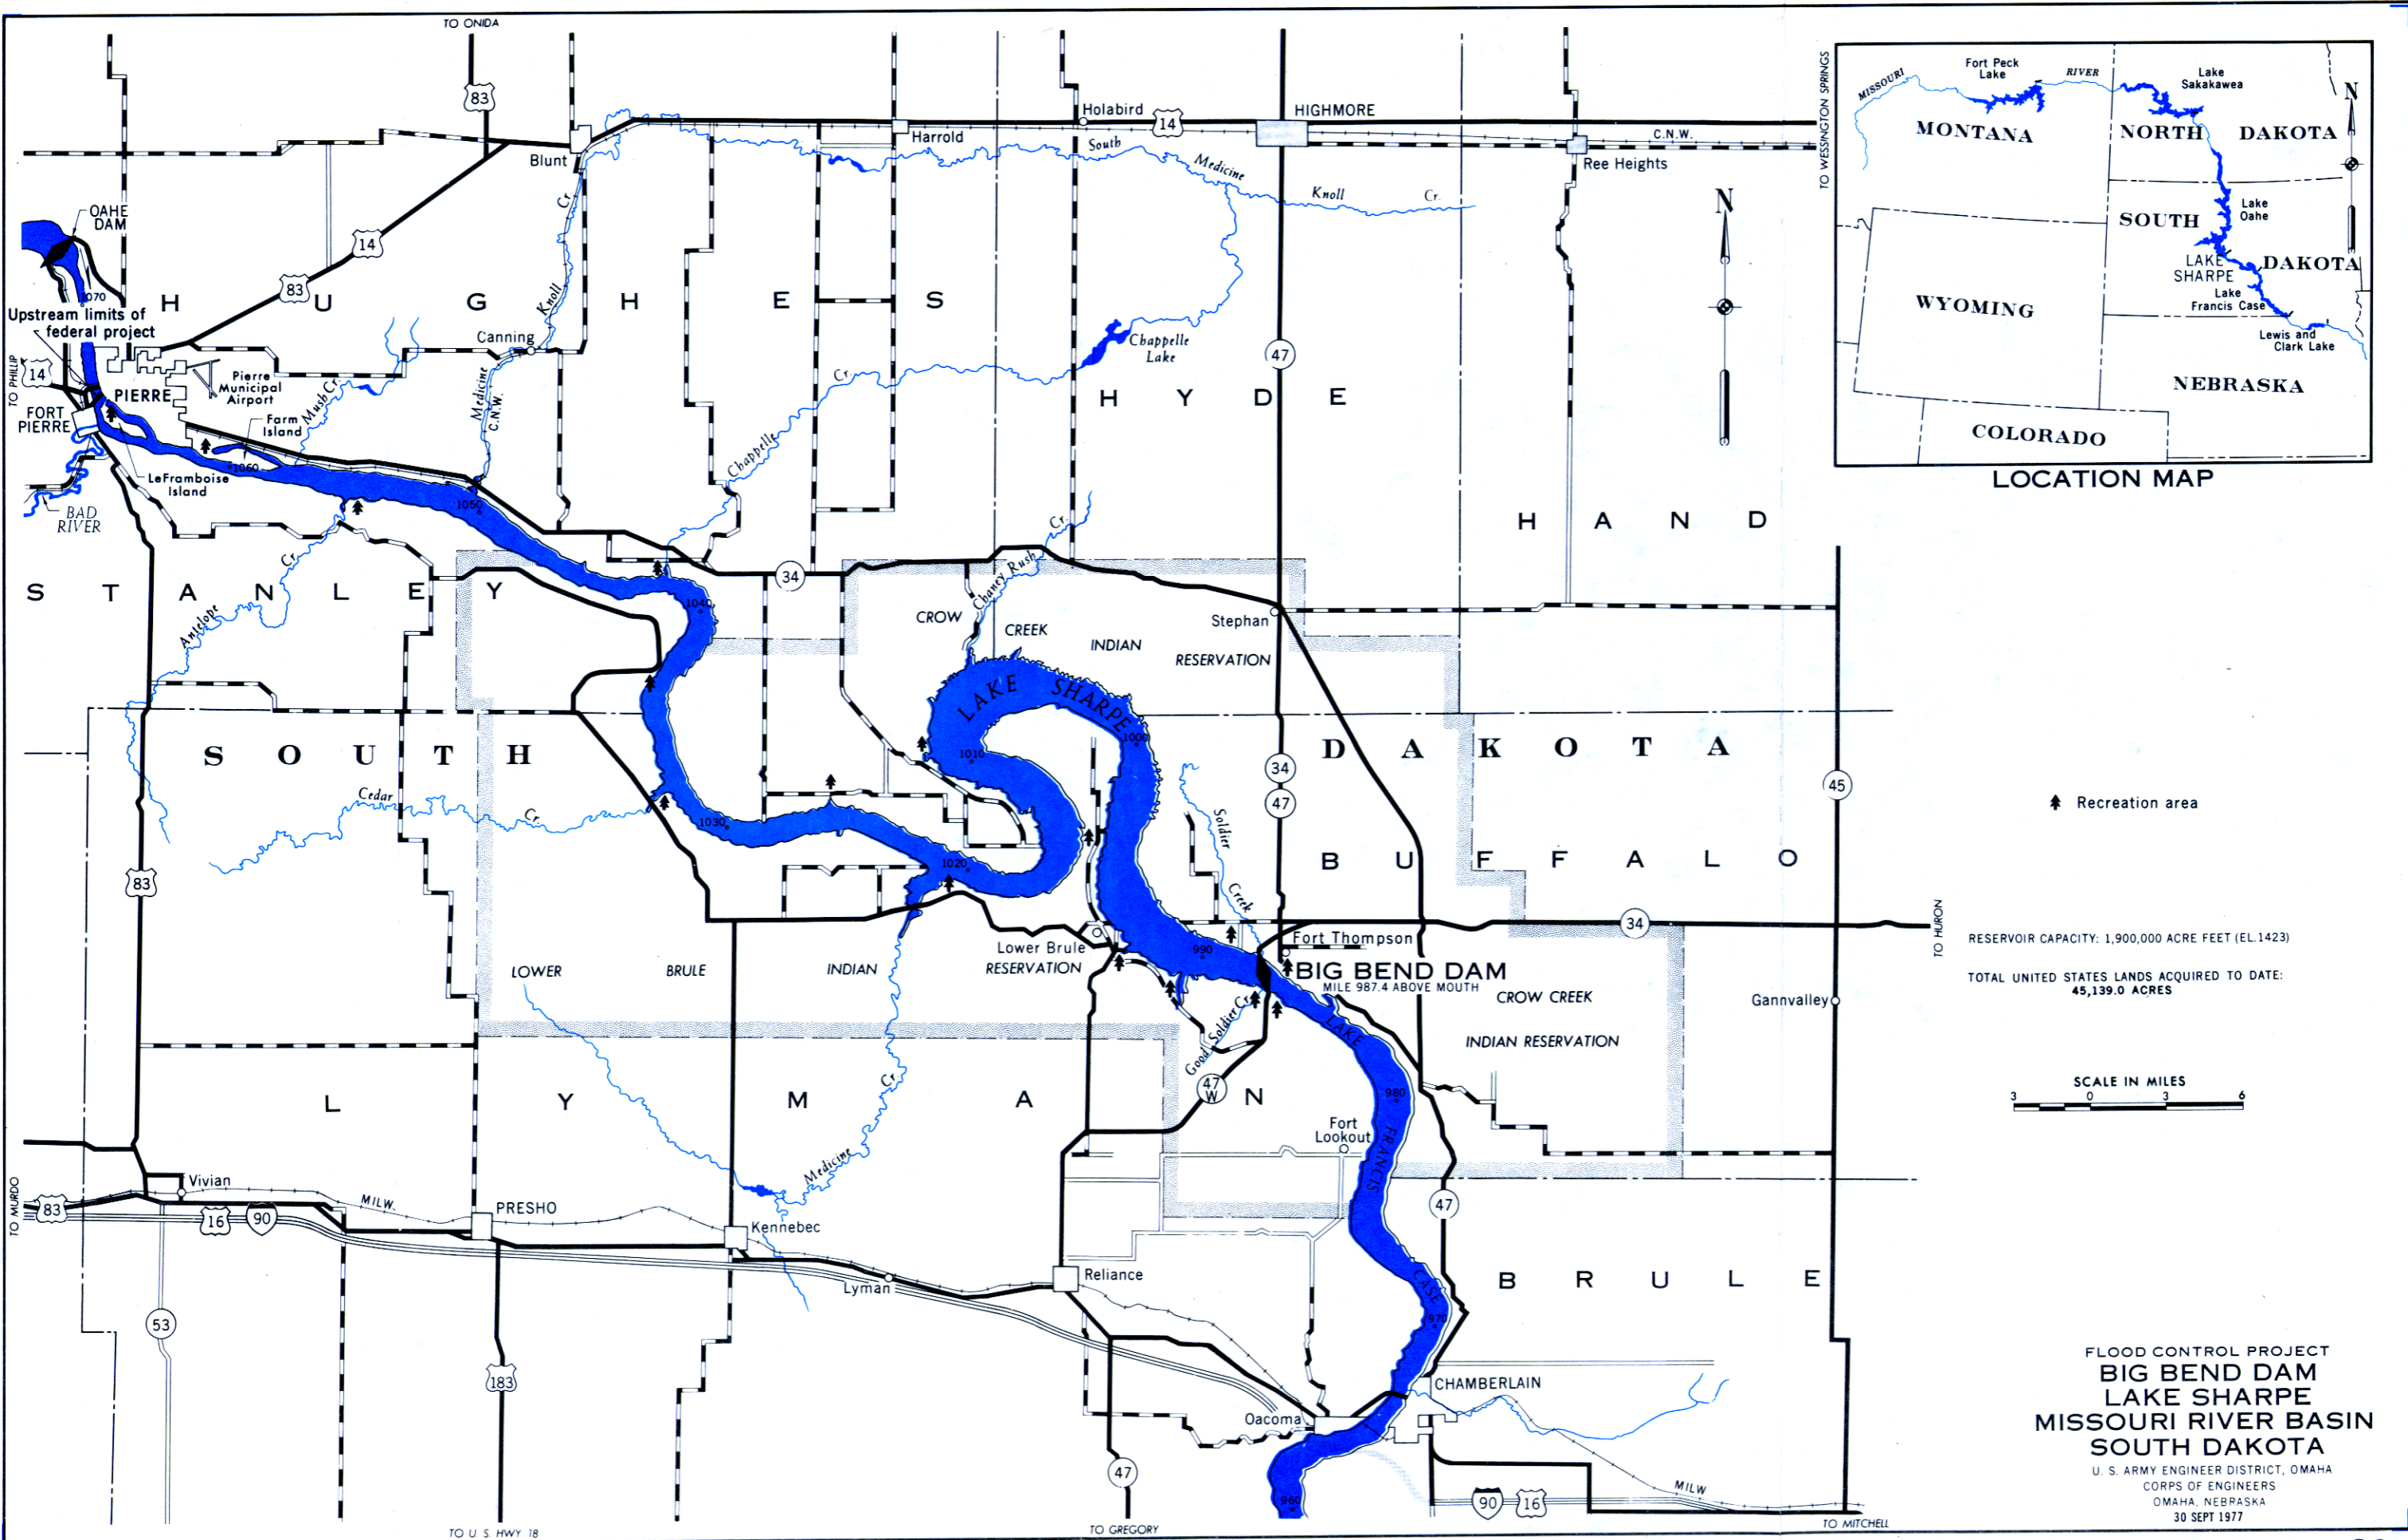 TO ONIDA
83
Blunt
Harrold
Holabird
14
HIGHMORE
C.N.W.
Ree Heights
TO WESSINGTON SPRINGS
South
Medicine
Knoll
Cr.
OAHE
DAM
14
83
1070
Upstream limits of
federal project
H U G H E S
Knoll
Cr.
Canning
Medicine
C.N.W.
Chappelle
Lake
Cr.
Chappelle
47
H Y D E
N
TO PHILLIP
14
PIERRE
FORT
PIERRE
Pierre
Municipal
Airport
Mush Cr.
Farm
Island
1060
LeFramboise
Island
BAD
RIVER
1050
H A N D
S T A N L E Y
Antelope
Cr.
34
1040
CROW
CREEK
INDIAN
RESERVATION
Chaney Rush
Cr.
Stephan
LAKE SHARPE
1000
1010
S O U T H
D A K O T A
Cedar
Cr.
1030
1020
34
47
45
Soldier
Creek
B U F F A L O
83
34
TO HURON
Lower Brule
990
Fort Thompson
BIG BEND DAM
MILE 987.4 ABOVE MOUTH
LOWER
BRULE
INDIAN
RESERVATION
CROW CREEK
INDIAN RESERVATION
Gannvalley
Good Soldier Cr.
47
W
L Y M A N
LAKE
FRANCIS
CASE
980
Fort
Lookout
Medicine
Cr.
Vivian
TO MURDO
83
16
90
MILW.
PRESHO
Kennebec
Lyman
Reliance
47
B R U L E
970
53
183
CHAMBERLAIN
Oacoma
47
960
90
16
MILW
TO U. S. HWY 18
TO GREGORY
TO MITCHELL
MISSOURI
RIVER
Fort Peck
Lake
Lake
Sakakawea
N
MONTANA
NORTH DAKOTA
SOUTH
DAKOTA
Lake
Oahe
LAKE
SHARPE
Lake
Francis Case
WYOMING
Lewis and
Clark Lake
NEBRASKA
COLORADO
LOCATION MAP
Recreation area
RESERVOIR CAPACITY: 1,900,000 ACRE FEET (EL.1423)
TOTAL UNITED STATES LANDS ACQUIRED TO DATE:
45,139.0 ACRES
SCALE IN MILES
3 0 3 6
FLOOD CONTROL PROJECT
BIG BEND DAM
LAKE SHARPE
MISSOURI RIVER BASIN
SOUTH DAKOTA
U. S. ARMY ENGINEER DISTRICT, OMAHA
CORPS OF ENGINEERS
OMAHA, NEBRASKA
30 SEPT 1977